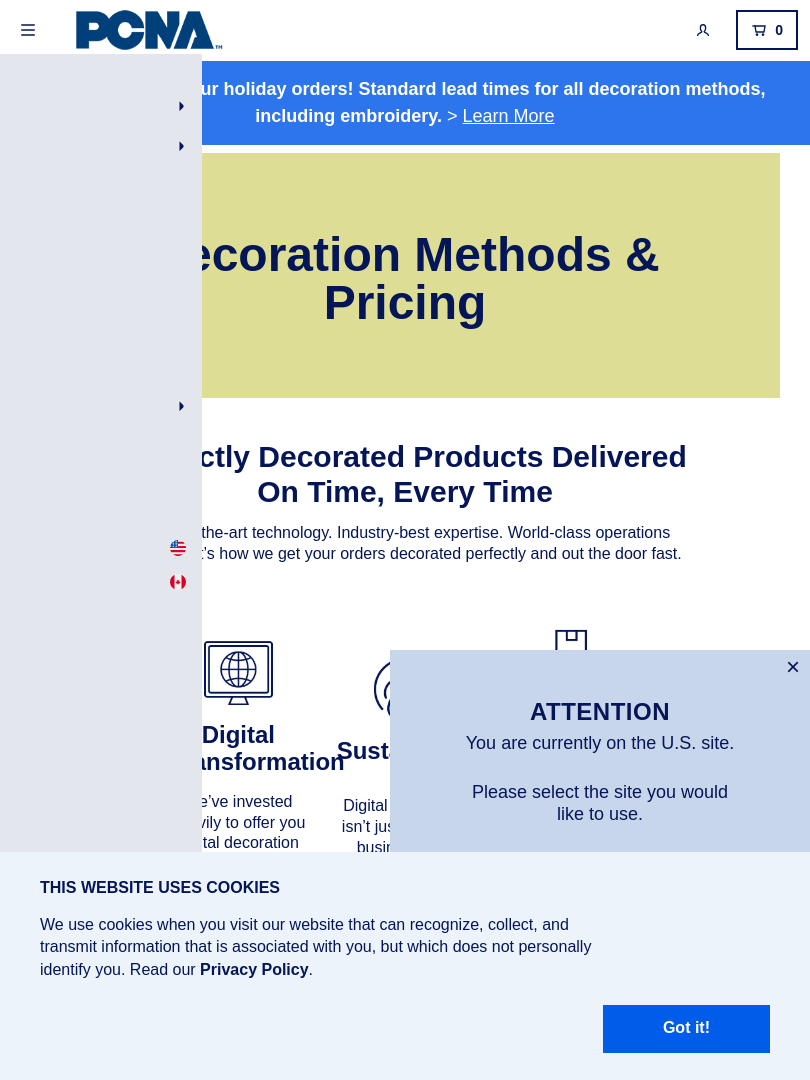 PCNA
TM
0
ur holiday orders! Standard lead times for all decoration methods,
including embroidery. > Learn More
ecoration Methods &
Pricing
ctly Decorated Products Delivered
On Time, Every Time
the-art technology. Industry-best expertise. World-class operations
t's how we get your orders decorated perfectly and out the door fast.
Digital
ansformation
e've invested
vily to offer you
tal decoration
Susta
Digital
isn't jus
busin
×
ATTENTION
You are currently on the U.S. site.
Please select the site you would
like to use.
THIS WEBSITE USES COOKIES
We use cookies when you visit our website that can recognize, collect, and
transmit information that is associated with you, but which does not personally
identify you. Read our Privacy Policy.
Got it!